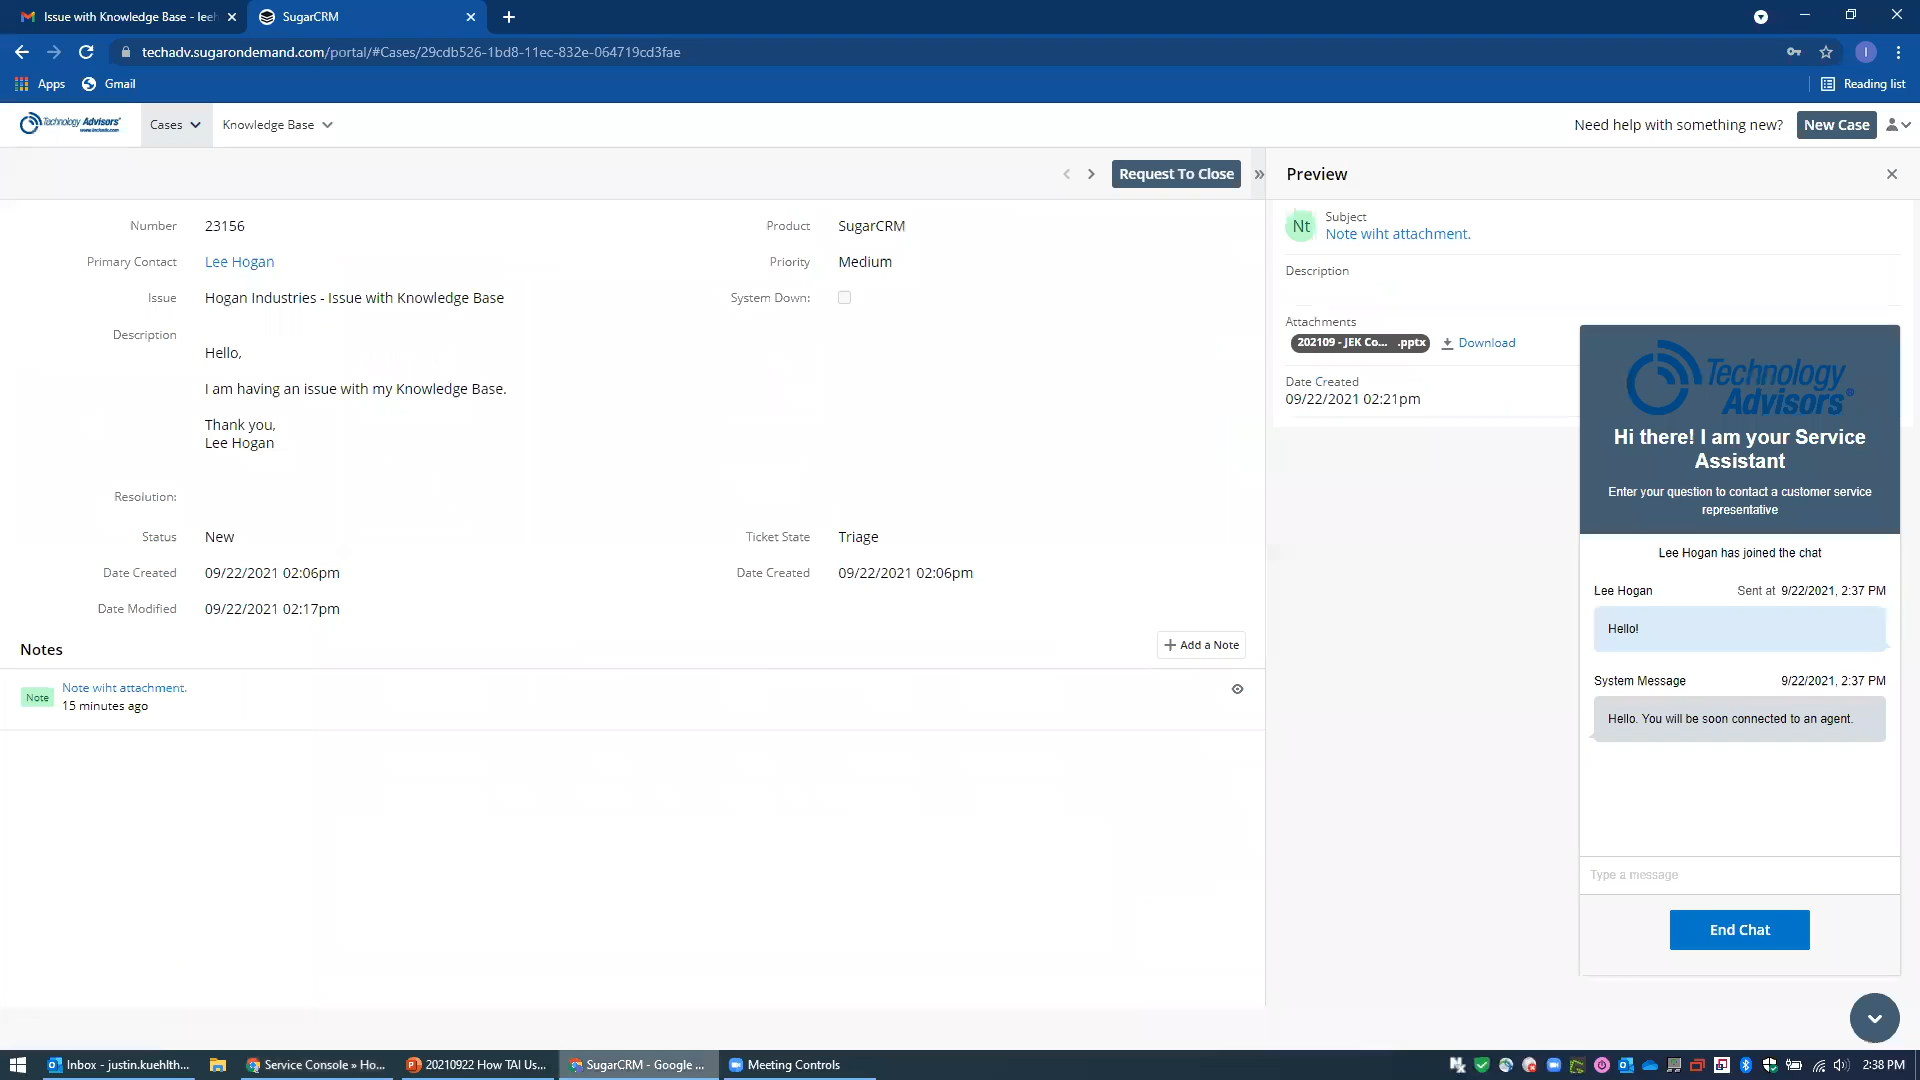 Issue with Knowledge Base - leeh
SugarCRM
techadv.sugarondemand.com/portal/#Cases/29cdb526-1bd8-11ec-832e-064719cd3fae
I
Apps
Gmail
Reading list
Technology Advisors
Cases
Knowledge Base
Need help with something new?
New Case
Request To Close
»
Preview
Number
23156
Product
SugarCRM
Primary Contact
Lee Hogan
Priority
Medium
Issue
Hogan Industries - Issue with Knowledge Base
System Down:
Description
Hello,
I am having an issue with my Knowledge Base.
Thank you,
Lee Hogan
Resolution:
Status
New
Ticket State
Triage
Date Created
09/22/2021 02:06pm
Date Created
09/22/2021 02:06pm
Date Modified
09/22/2021 02:17pm
Notes
+ Add a Note
Note
Note wiht attachment.
15 minutes ago
Nt
Subject
Note wiht attachment.
Description
Attachments
202109 - JEK Co... .pptx
Download
Date Created
09/22/2021 02:21pm
Technology
Advisors®
Hi there! I am your Service
Assistant
Enter your question to contact a customer service
representative
Lee Hogan has joined the chat
Lee Hogan
Sent at 9/22/2021, 2:37 PM
Hello!
System Message
9/22/2021, 2:37 PM
Hello. You will be soon connected to an agent.
Type a message
End Chat
Inbox - justin.kuehlth...
Service Console » Ho...
20210922 How TAI Us...
SugarCRM - Google ...
Meeting Controls
2:38 PM